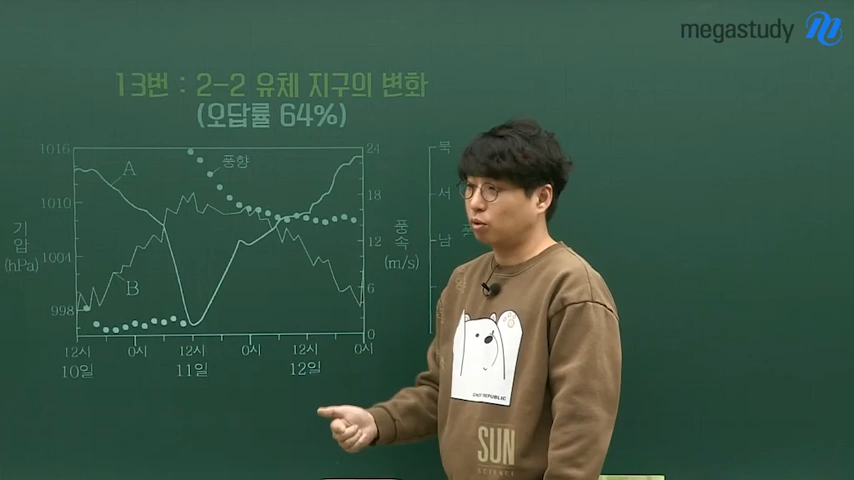 megastudy
13번 : 2-2 유체 지구의 변화
(오답률 64%)
1016
1010
1004
998
기압
(hPa)
A
B
풍향
24
18
12
6
0
풍속
(m/s)
북
서
남
12시 0시 12시 0시 12시 0시
10일 11일 12일
SUN
SCIENCE